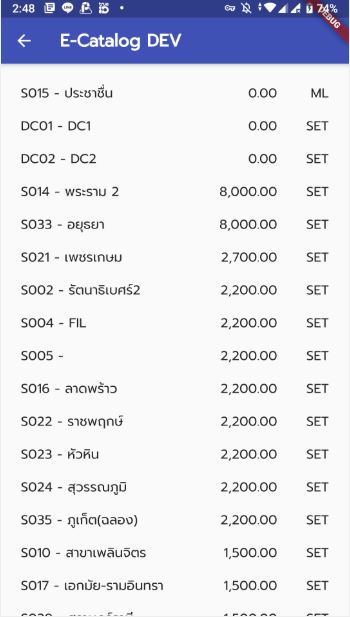 2:48 74%
DEBUG
E-Catalog DEV
S015 - ประชาชื่น 0.00 ML
DC01 - DC1 0.00 SET
DC02 - DC2 0.00 SET
S014 - พระราม 2 8,000.00 SET
S033 - อยุธยา 8,000.00 SET
S021 - เพชรเกษม 2,700.00 SET
S002 - รัตนาธิเบศร์2 2,200.00 SET
S004 - FIL 2,200.00 SET
S005 - 2,200.00 SET
S016 - ลาดพร้าว 2,200.00 SET
S022 - ราชพฤกษ์ 2,200.00 SET
S023 - หัวหิน 2,200.00 SET
S024 - สุวรรณภูมิ 2,200.00 SET
S035 - ภูเก็ต(ฉลอง) 2,200.00 SET
S010 - สาขาเพลินจิตร 1,500.00 SET
S017 - เอกมัย-รามอินทรา 1,500.00 SET